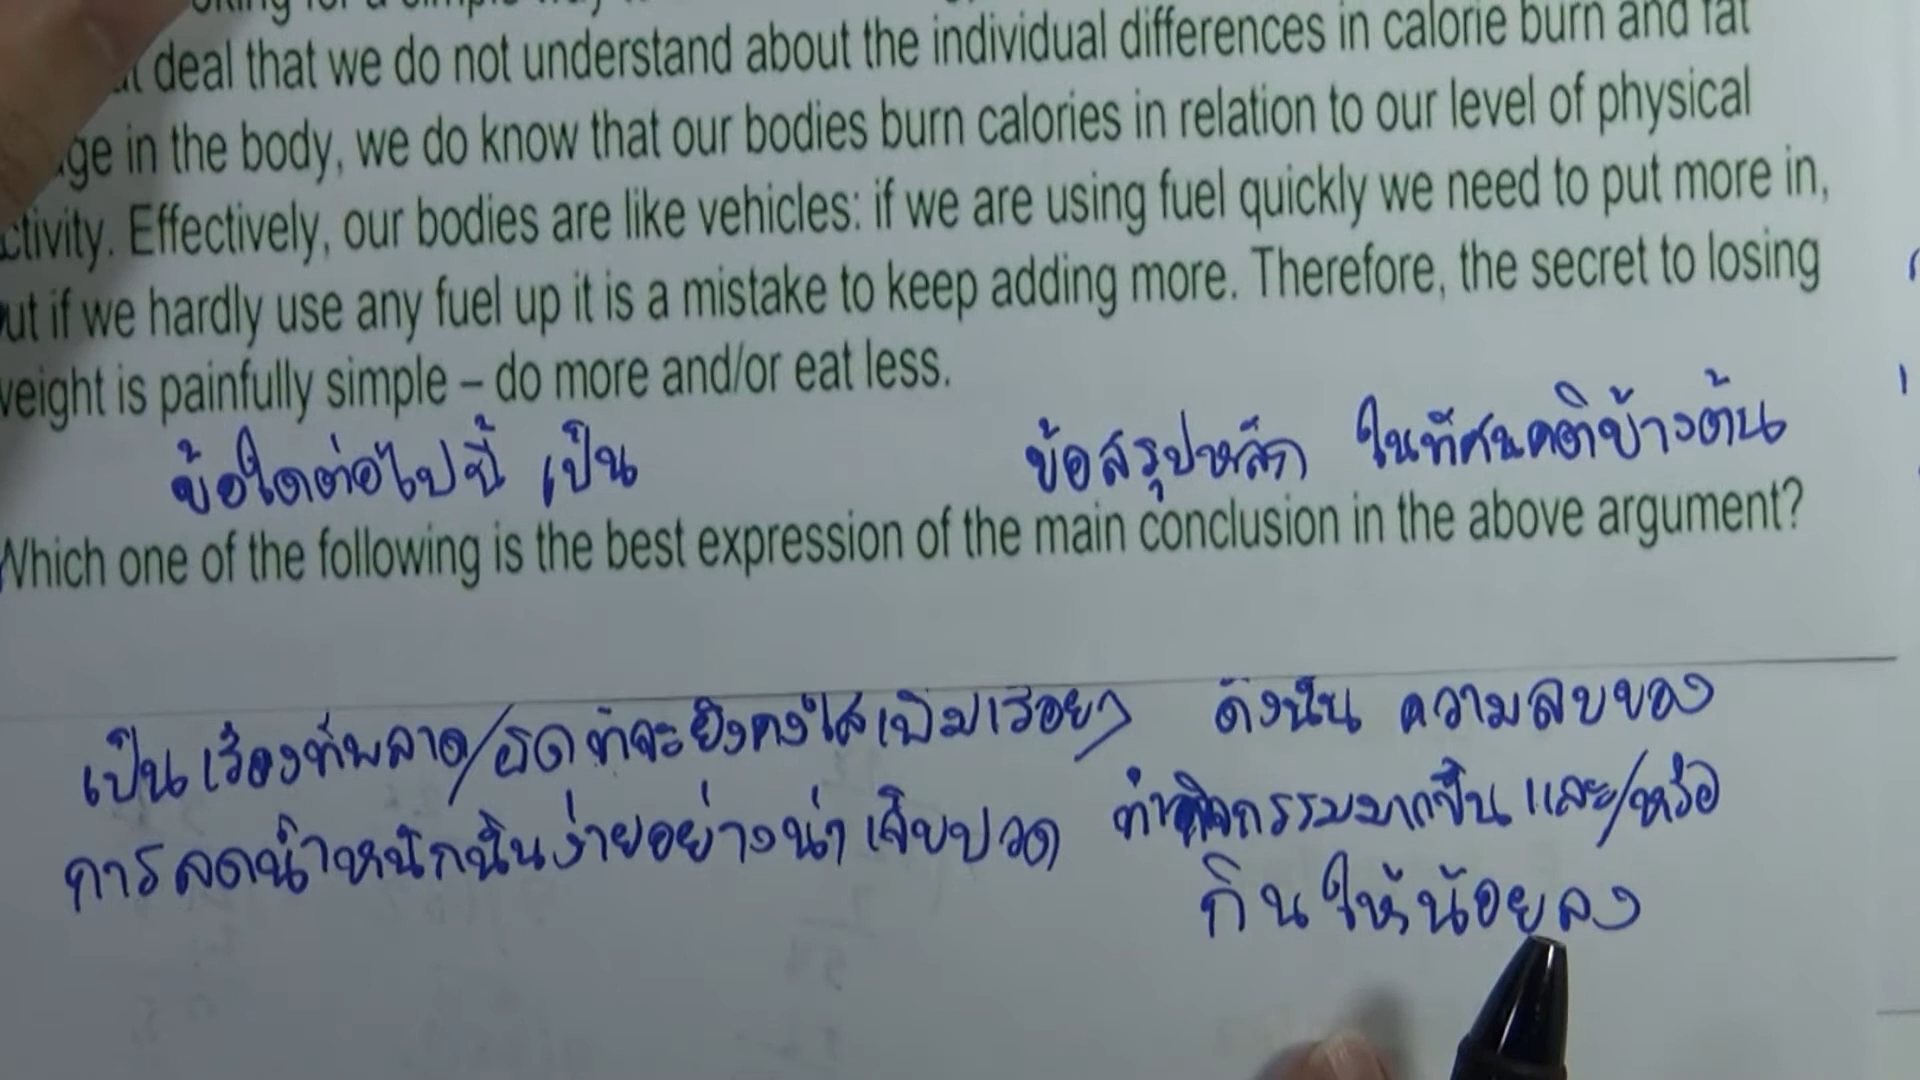 for a simple way to
deal that we do not understand about the individual differences in calorie burn and fat
in the body, we do know that our bodies burn calories in relation to our level of physical
ctivity. Effectively, our bodies are like vehicles: if we are using fuel quickly we need to put more in,
ut if we hardly use any fuel up it is a mistake to keep adding more. Therefore, the secret to losing
weight is painfully simple – do more and/or eat less.
ข้อใดต่อไปนี้ เป็น ข้อสรุปหลัก ในทัศนคติข้างต้น
Which one of the following is the best expression of the main conclusion in the above argument?
เป็นเรื่องที่พลาด/ผิดที่จะยังคงใส่เพิ่มเรื่อยๆ ดังนั้น ความลับของ
การลดน้ำหนักนั้นง่ายอย่างน่าเจ็บปวด ทำกิจกรรมมากขึ้นและ/หรือ
กินให้น้อยลง